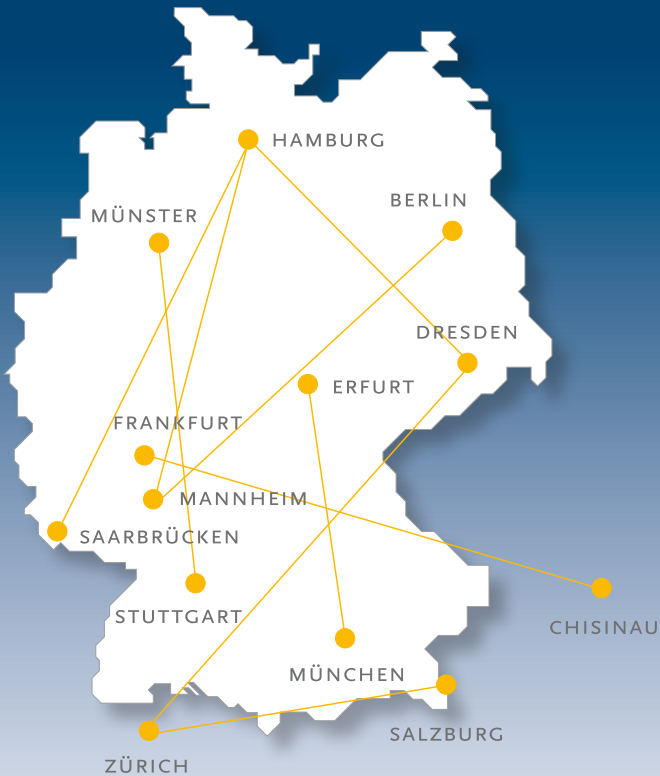 HAMBURG
BERLIN
MÜNSTER
DRESDEN
ERFURT
FRANKFURT
MANNHEIM
SAARBRÜCKEN
STUTTGART
CHISINAU
MÜNCHEN
SALZBURG
ZÜRICH